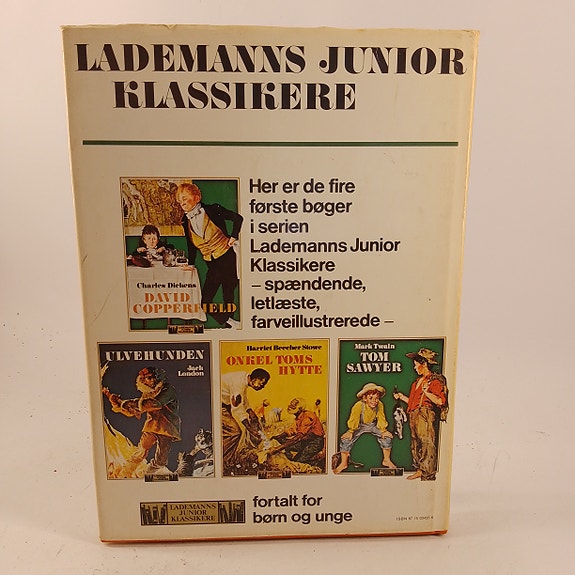 LADEMANNS JUNIOR
KLASSIKERE
Her er de fire
første bøger
i serien
Lademanns Junior
Klassikere
– spændende,
letlæste,
farveillustrerede –
Charles Dickens
DAVID
COPPERFIELD
ULVEHUNDEN
Jack
London
Harriet Beecher Stowe
ONKEL TOMS
HYTTE
Mark Twain
TOM
SAWYER
LADEMANNS
JUNIOR
KLASSIKERE
fortalt for
børn og unge